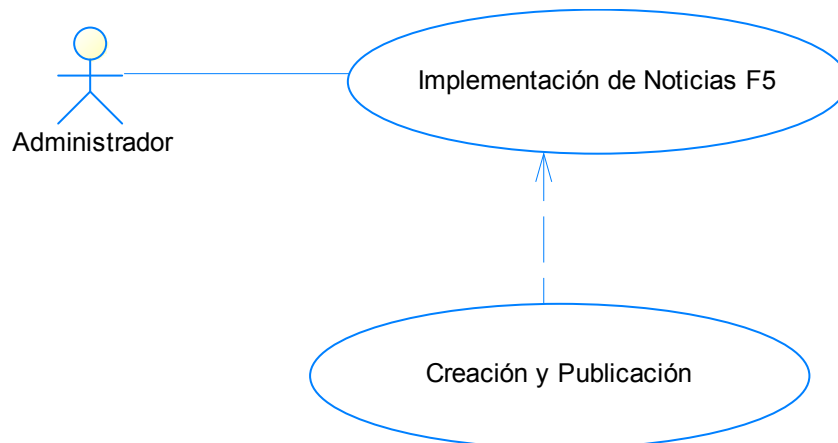 Implementación de Noticias F5
Administrador
Creación y Publicación